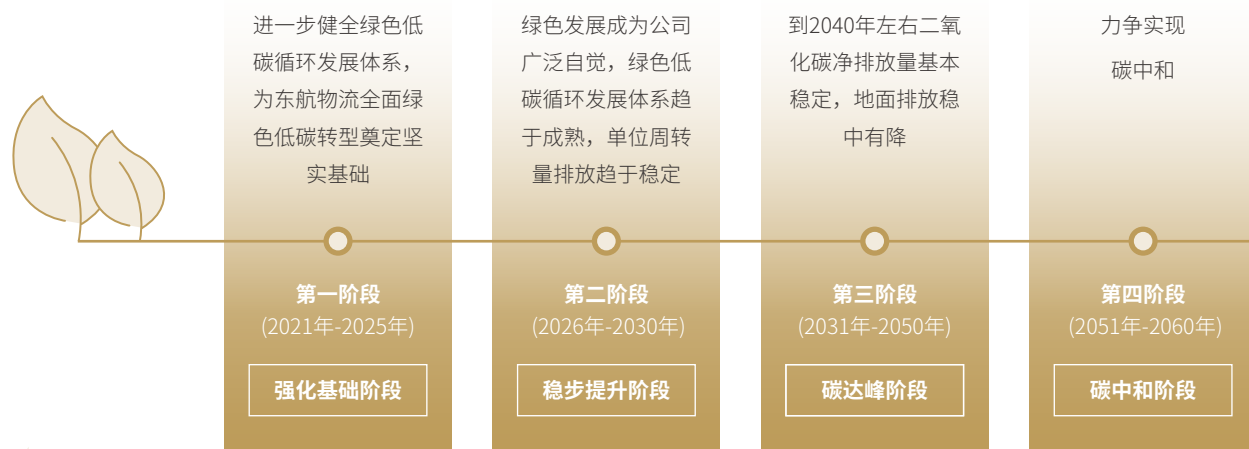 进一步健全绿色低
碳循环发展体系，
为东航物流全面绿
色低碳转型奠定坚
实基础
第一阶段
(2021年-2025年)
强化基础阶段
绿色发展成为公司
广泛自觉，绿色低
碳循环发展体系趋
于成熟，单位周转
量排放趋于稳定
第二阶段
(2026年-2030年)
稳步提升阶段
到2040年左右二氧
化碳净排放量基本
稳定，地面排放稳
中有降
第三阶段
(2031年-2050年)
碳达峰阶段
力争实现
碳中和
第四阶段
(2051年-2060年)
碳中和阶段